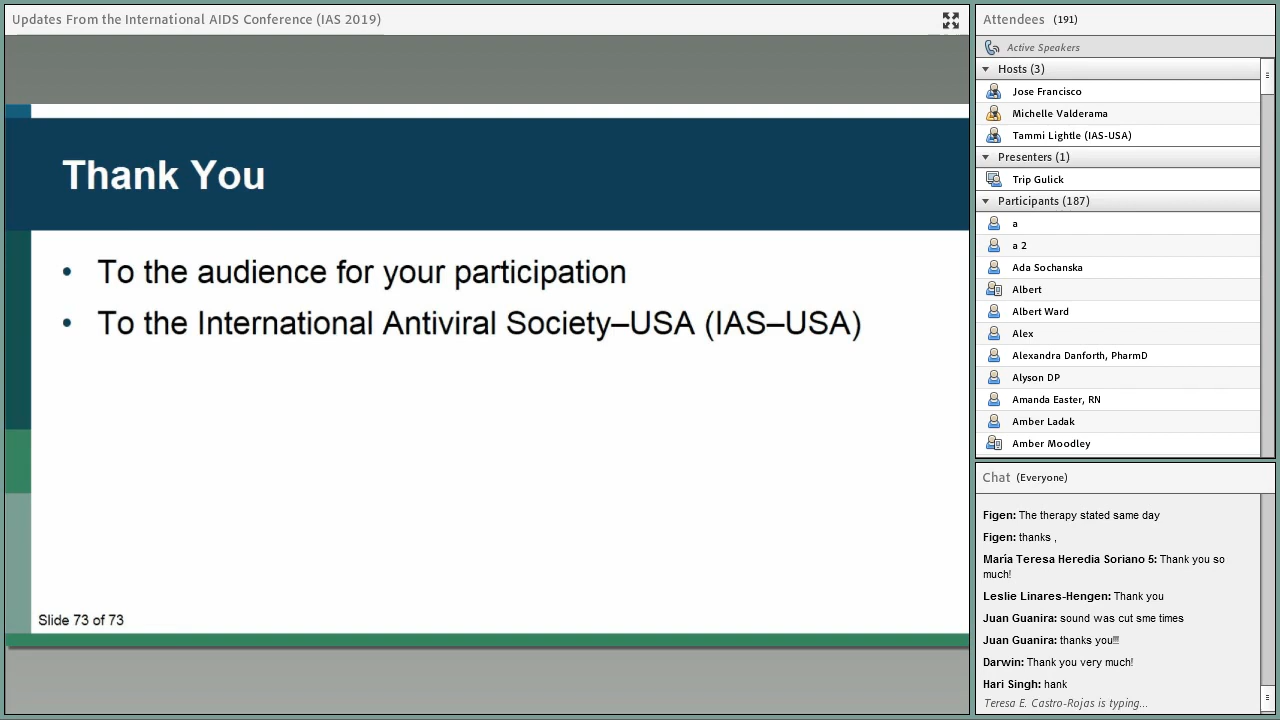 Updates From the International AIDS Conference (IAS 2019)
Thank You
• To the audience for your participation
• To the International Antiviral Society–USA (IAS–USA)
Slide 73 of 73
Attendees (191)
Active Speakers
Hosts (3)
Jose Francisco
Michelle Valderama
Tammi Lightle (IAS-USA)
Presenters (1)
Trip Gulick
Participants (187)
a
a 2
Ada Sochanska
Albert
Albert Ward
Alex
Alexandra Danforth, PharmD
Alyson DP
Amanda Easter, RN
Amber Ladak
Amber Moodley
Chat (Everyone)
Figen: The therapy stated same day
Figen: thanks ,
María Teresa Heredia Soriano 5: Thank you so
much!
Leslie Linares-Hengen: Thank you
Juan Guanira: sound was cut sme times
Juan Guanira: thanks you!!!
Darwin: Thank you very much!
Hari Singh: hank
Teresa E. Castro-Rojas is typing...